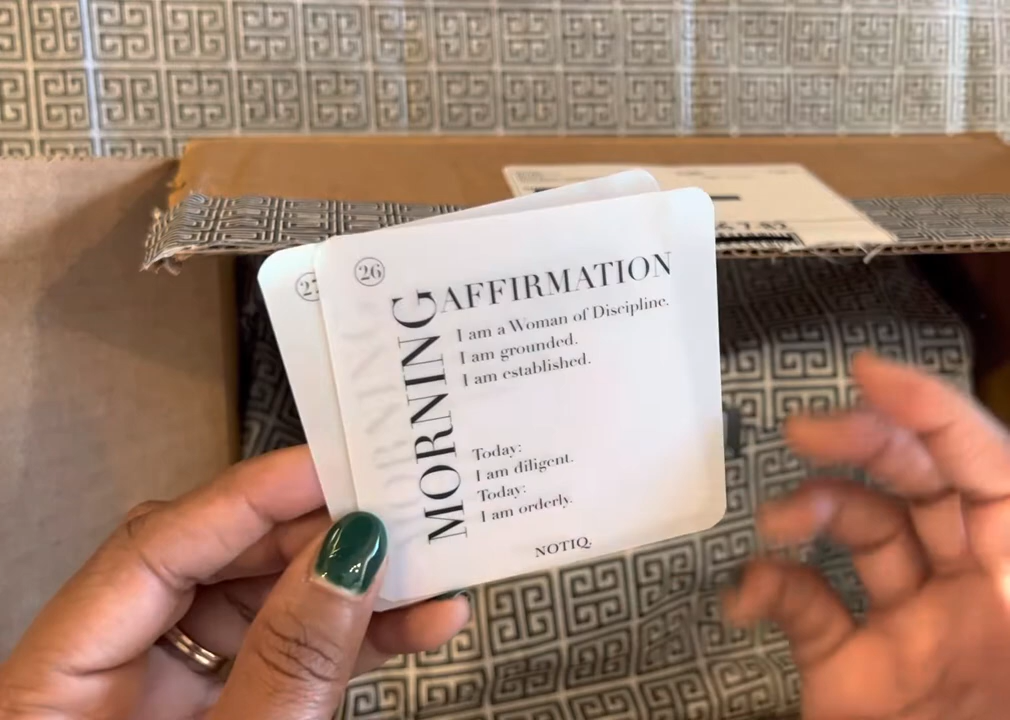 27
26
MORNING
AFFIRMATION
I am a Woman of Discipline.
I am grounded.
I am established.
Today:
I am diligent.
Today:
I am orderly.
NOTIQ.
MORNING